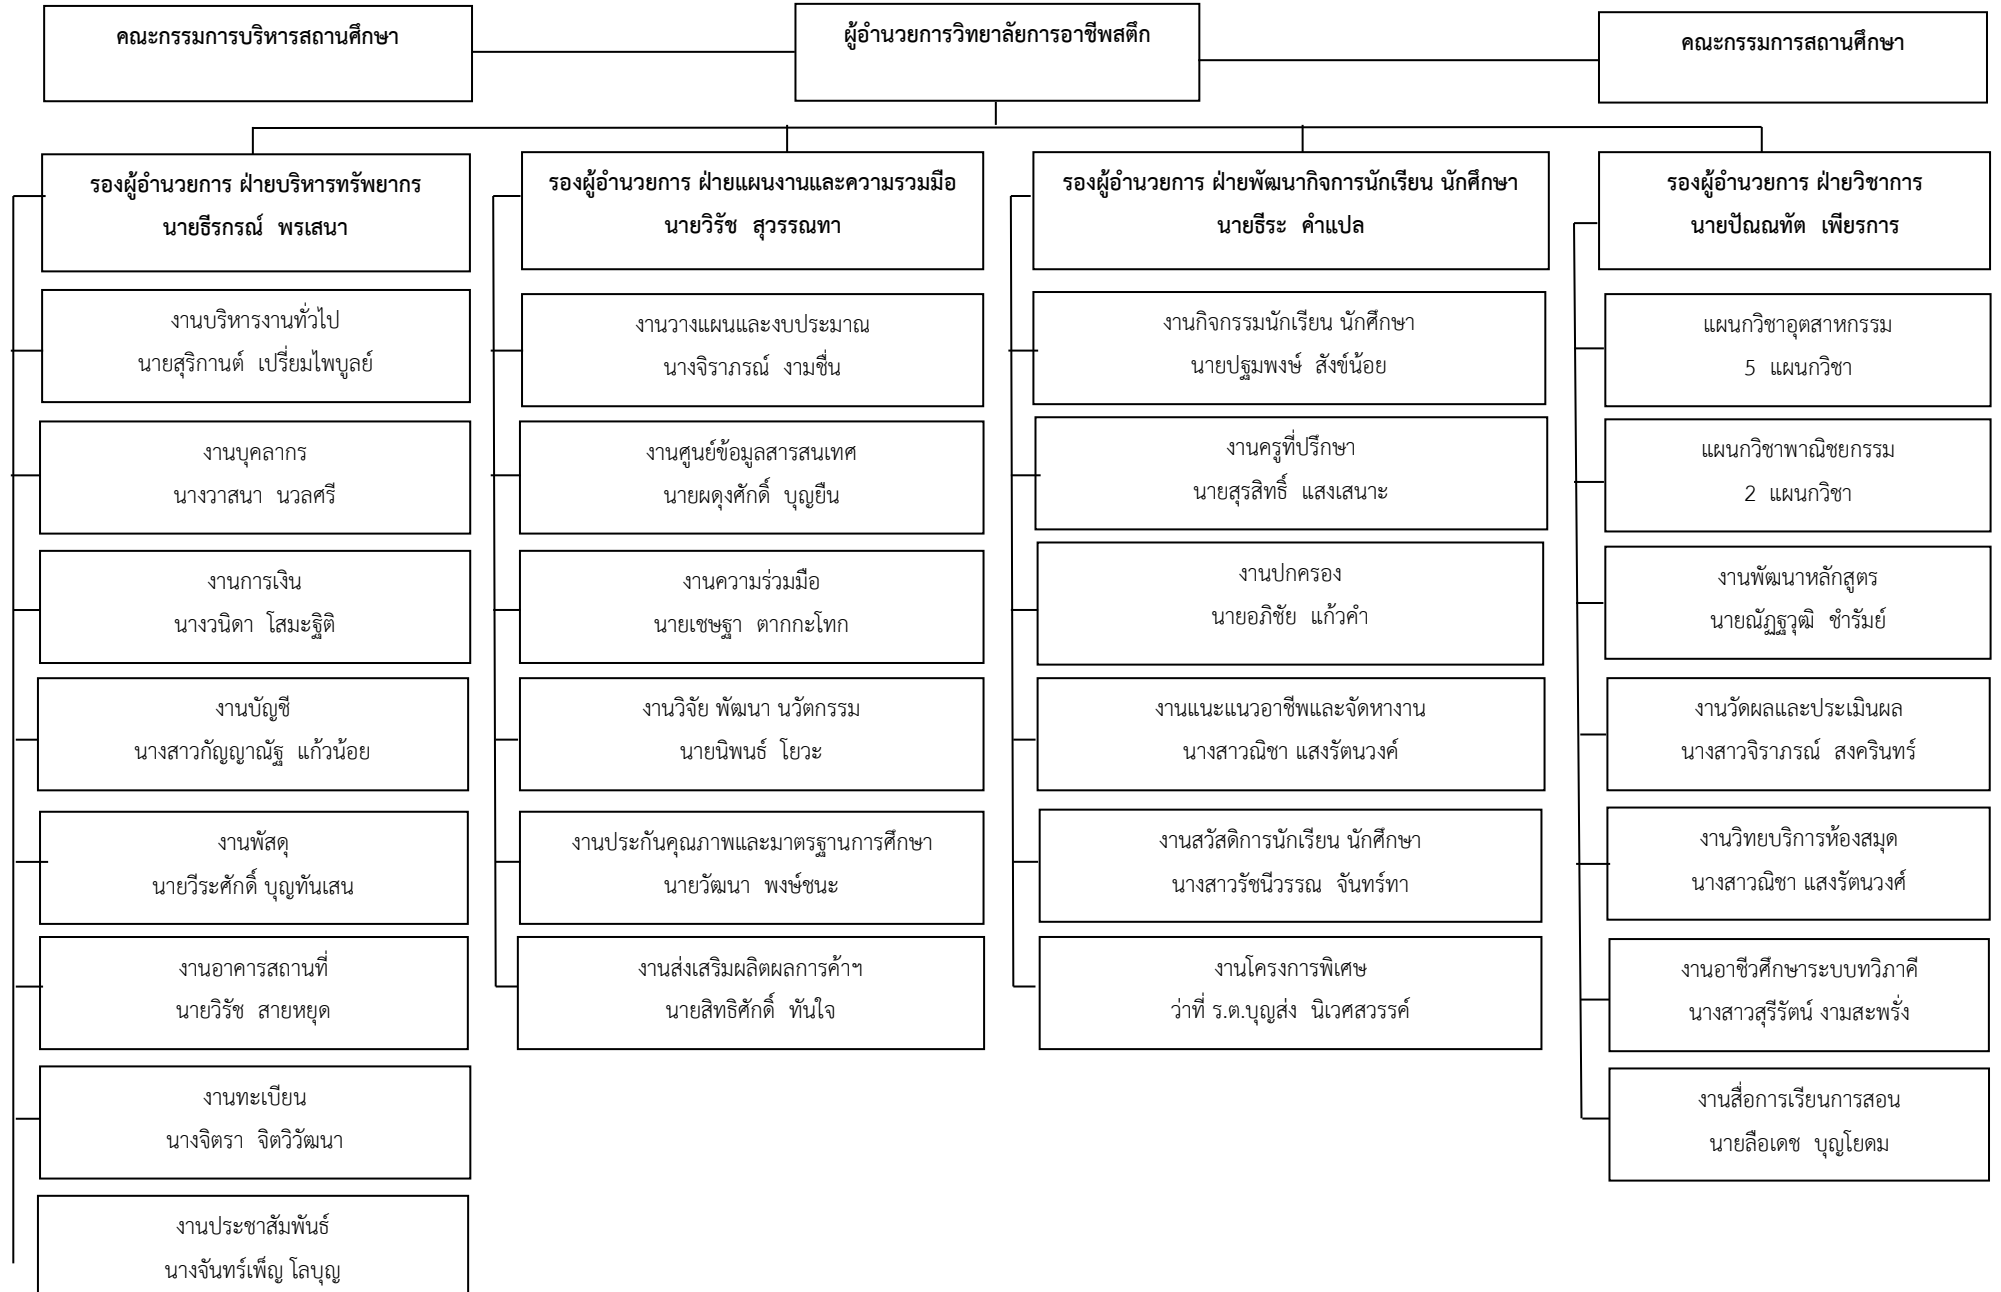 คณะกรรมการบริหารสถานศึกษา
ผู้อำนวยการวิทยาลัยการอาชีพสตึก
คณะกรรมการสถานศึกษา
รองผู้อำนวยการ ฝ่ายบริหารทรัพยากร
นายธีรกรณ์ พรเสนา
งานบริหารงานทั่วไป
นายสุริกานต์ เปรี่ยมไพบูลย์
งานบุคลากร
นางวาสนา นวลศรี
งานการเงิน
นางวนิดา โสมะฐิติ
งานบัญชี
นางสาวกัญญาณัฐ แก้วน้อย
งานพัสดุ
นายวีระศักดิ์ บุญทันเสน
งานอาคารสถานที่
นายวิรัช สายหยุด
งานทะเบียน
นางจิตรา จิตวิวัฒนา
งานประชาสัมพันธ์
นางจันทร์เพ็ญ โลบุญ
รองผู้อำนวยการ ฝ่ายแผนงานและความรวมมือ
นายวิรัช สุวรรณทา
งานวางแผนและงบประมาณ
นางจิราภรณ์ งามชื่น
งานศูนย์ข้อมูลสารสนเทศ
นายผดุงศักดิ์ บุญยืน
งานความร่วมมือ
นายเชษฐา ตากกะโทก
งานวิจัย พัฒนา นวัตกรรม
นายนิพนธ์ โยวะ
งานประกันคุณภาพและมาตรฐานการศึกษา
นายวัฒนา พงษ์ชนะ
งานส่งเสริมผลิตผลการค้าฯ
นายสิทธิศักดิ์ ทันใจ
รองผู้อำนวยการ ฝ่ายพัฒนากิจการนักเรียน นักศึกษา
นายธีระ คำแปล
งานกิจกรรมนักเรียน นักศึกษา
นายปฐมพงษ์ สังข์น้อย
งานครูที่ปรึกษา
นายสุรสิทธิ์ แสงเสนาะ
งานปกครอง
นายอภิชัย แก้วคำ
งานแนะแนวอาชีพและจัดหางาน
นางสาวณิชา แสงรัตนวงค์
งานสวัสดิการนักเรียน นักศึกษา
นางสาวรัชนีวรรณ จันทร์ทา
งานโครงการพิเศษ
ว่าที่ ร.ต.บุญส่ง นิเวศสวรรค์
รองผู้อำนวยการ ฝ่ายวิชาการ
นายปัณณทัต เพียรการ
แผนกวิชาอุตสาหกรรม
5 แผนกวิชา
แผนกวิชาพาณิชยกรรม
2 แผนกวิชา
งานพัฒนาหลักสูตร
นายณัฏฐวุฒิ ชำรัมย์
งานวัดผลและประเมินผล
นางสาวจิราภรณ์ สงครินทร์
งานวิทยบริการห้องสมุด
นางสาวณิชา แสงรัตนวงศ์
งานอาชีวศึกษาระบบทวิภาคี
นางสาวสุรีรัตน์ งามสะพรั่ง
งานสื่อการเรียนการสอน
นายลือเดช บุญโยดม